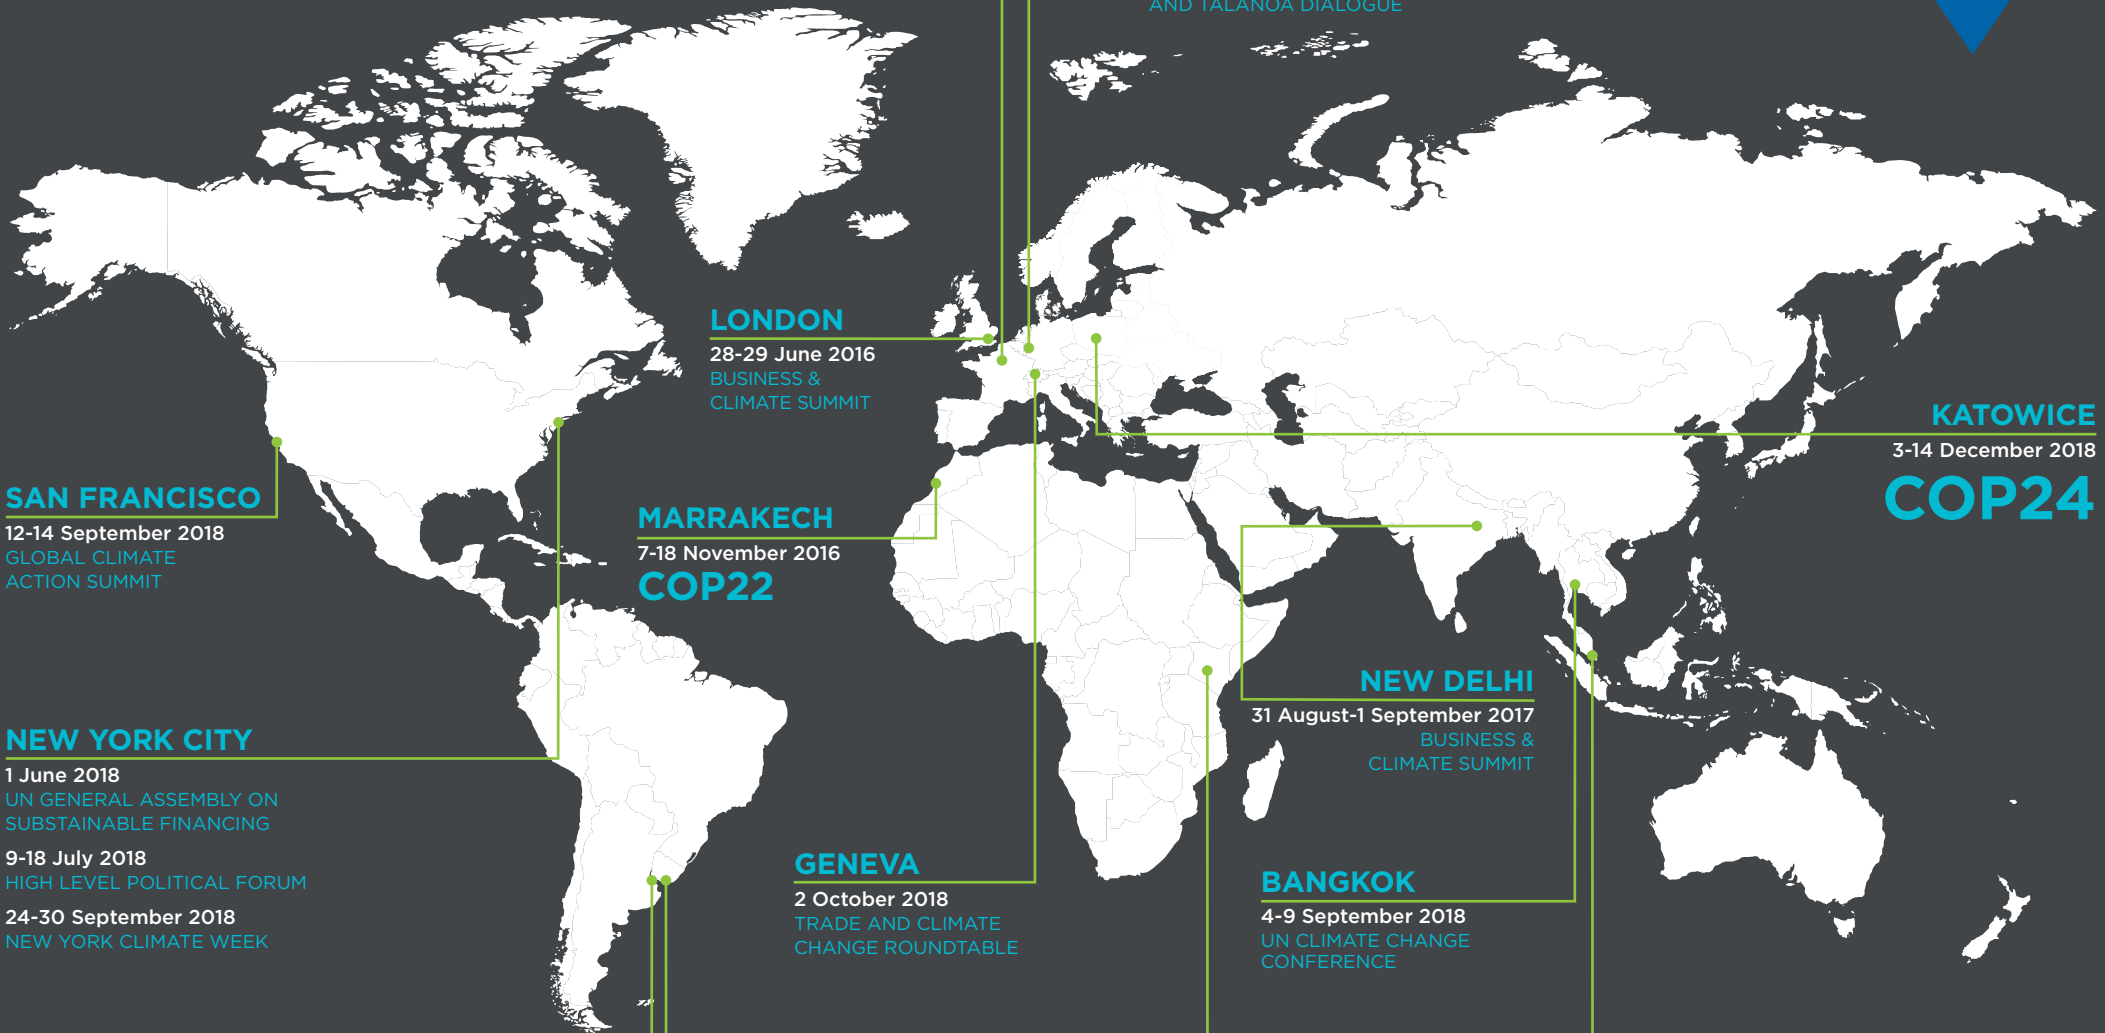 AND TALANOA DIALOGUE
LONDON
28-29 June 2016
BUSINESS &
CLIMATE SUMMIT
KATOWICE
3-14 December 2018
COP24
SAN FRANCISCO
12-14 September 2018
GLOBAL CLIMATE
ACTION SUMMIT
MARRAKECH
7-18 November 2016
COP22
NEW DELHI
31 August-1 September 2017
BUSINESS &
CLIMATE SUMMIT
NEW YORK CITY
1 June 2018
UN GENERAL ASSEMBLY ON
SUBSTAINABLE FINANCING
9-18 July 2018
HIGH LEVEL POLITICAL FORUM
24-30 September 2018
NEW YORK CLIMATE WEEK
GENEVA
2 October 2018
TRADE AND CLIMATE
CHANGE ROUNDTABLE
BANGKOK
4-9 September 2018
UN CLIMATE CHANGE
CONFERENCE